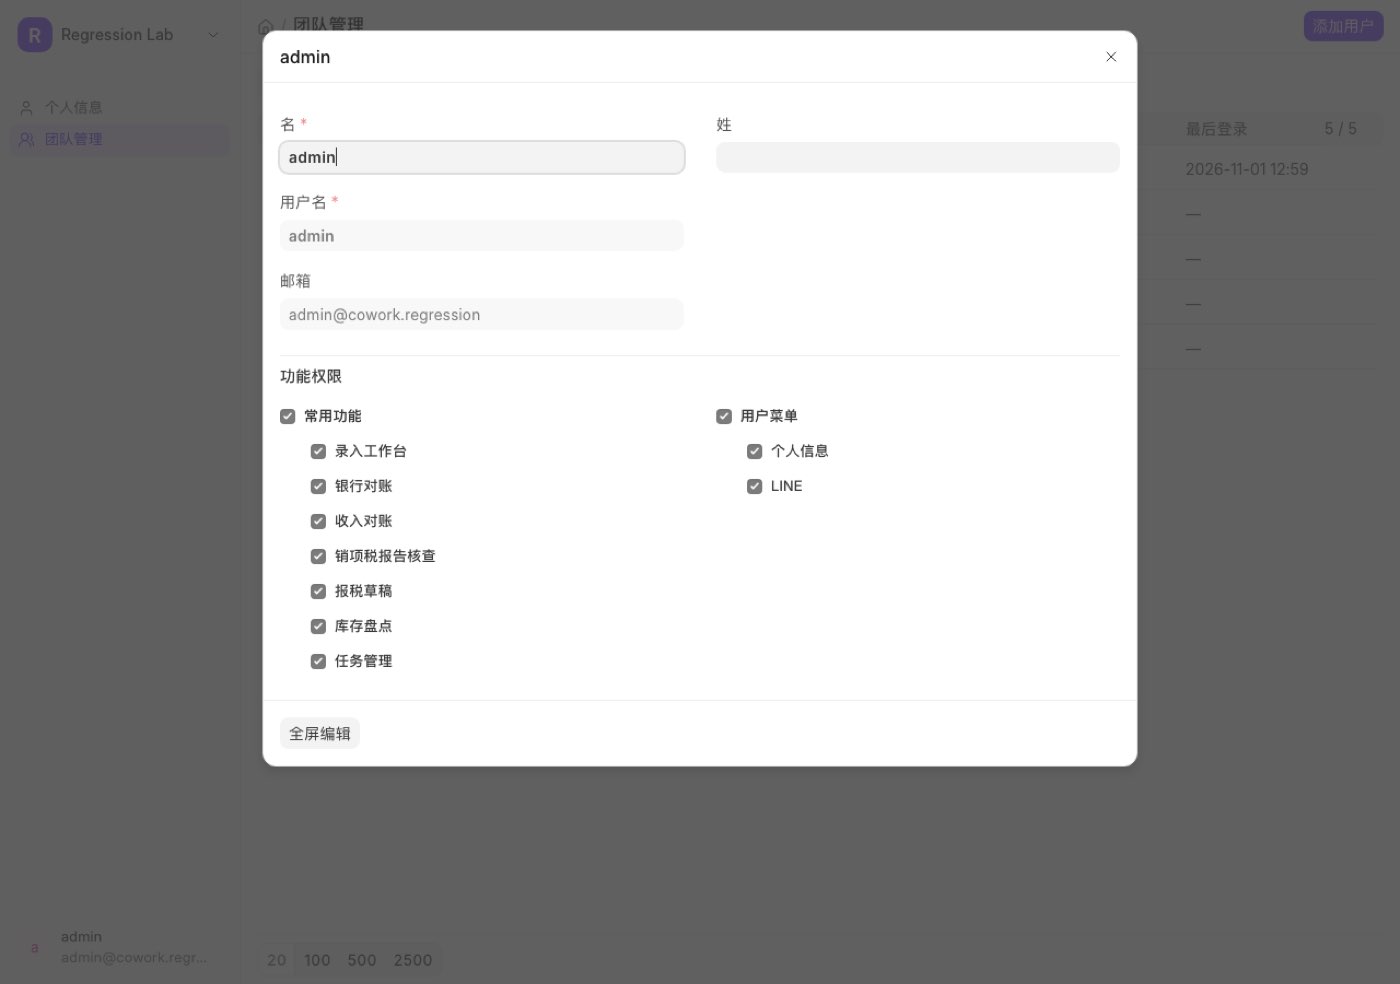 R Regression Lab
/ 团队管理
添加用户
个人信息
团队管理
最后登录 5 / 5
2026-11-01 12:59
—
—
—
—
admin
名 *
admin
姓
用户名 *
admin
邮箱
admin@cowork.regression
功能权限
常用功能
录入工作台
银行对账
收入对账
销项税报告核查
报税草稿
库存盘点
任务管理
用户菜单
个人信息
LINE
全屏编辑
a
admin
admin@cowork.regr...
20 100 500 2500